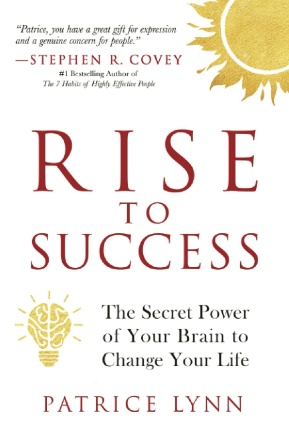 "Patrice, you have a great gift for expression
and a genuine concern for people."
—STEPHEN R. COVEY
#1 Bestselling Author of
The 7 Habits of Highly Effective People
RISE
TO
SUCCESS
The Secret Power
of Your Brain to
Change Your Life
PATRICE LYNN